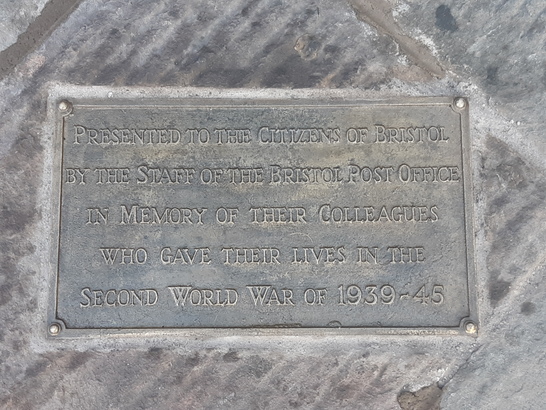 Presented to the Citizens of Bristol
by the Staff of the Bristol Post Office
in Memory of their Colleagues
who gave their lives in the
Second World War of 1939-45